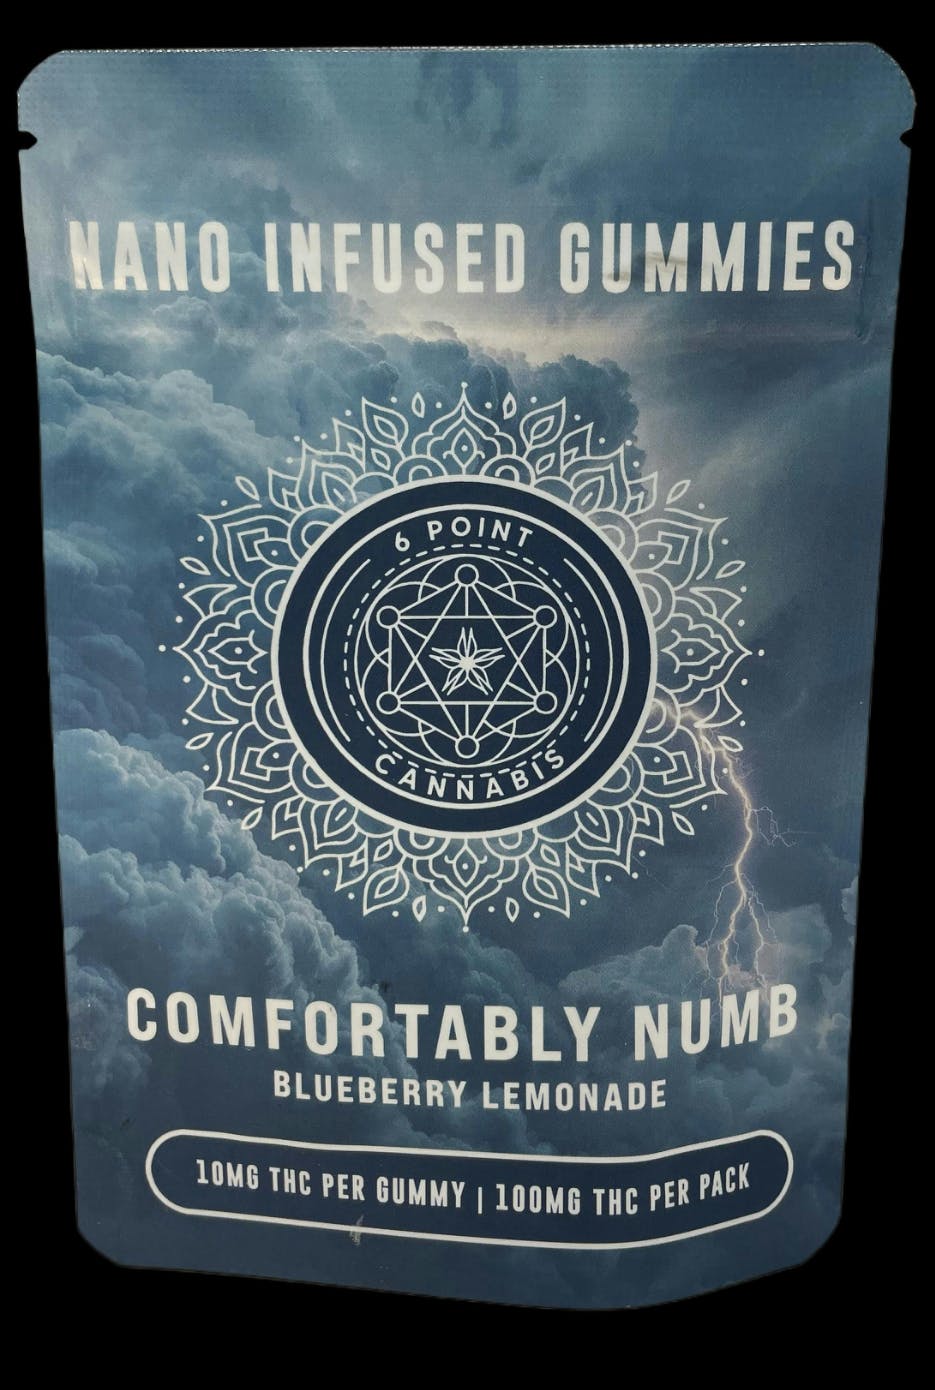 NANO INFUSED GUMMIES
6 POINT
CANNABIS
COMFORTABLY NUMB
BLUEBERRY LEMONADE
10MG THC PER GUMMY | 100MG THC PER PACK